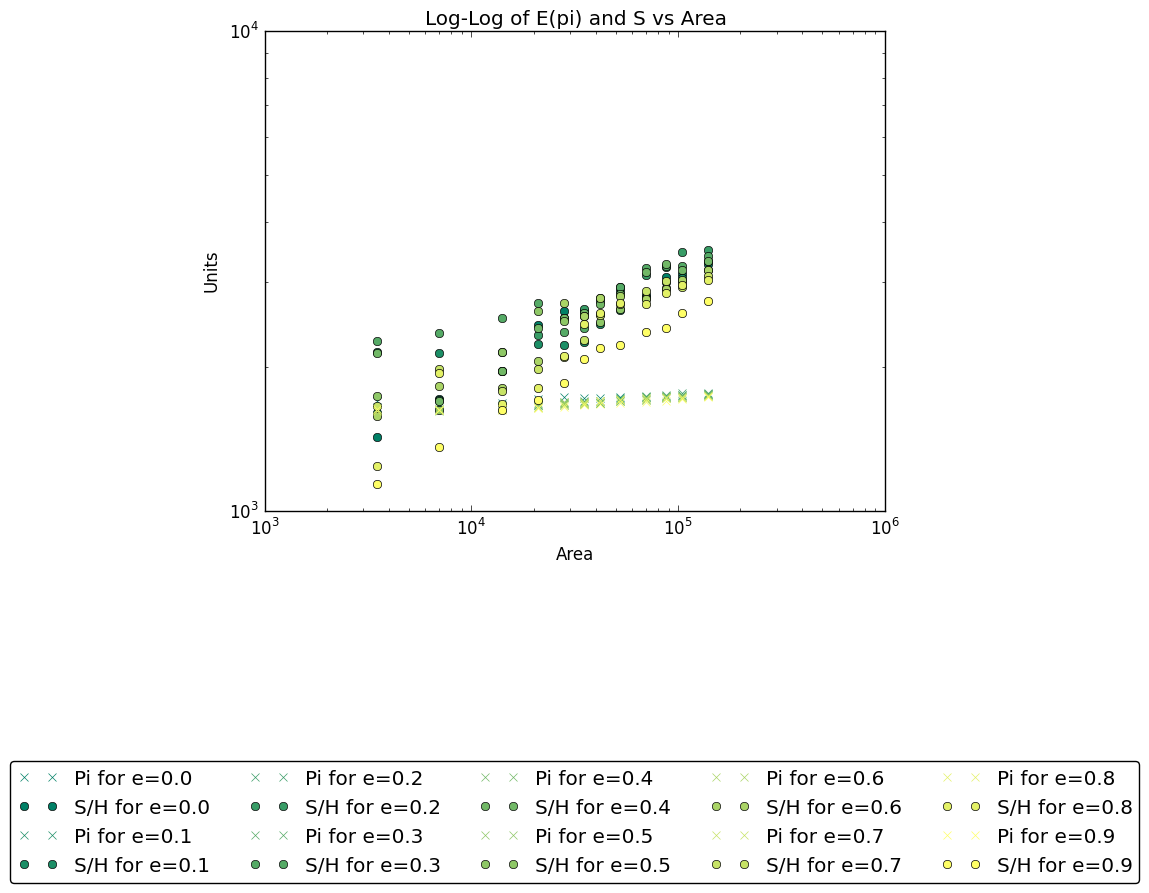 Log-Log of E(pi) and S vs Area
10^4
Units
10^3
10^3 10^4 10^5 10^6
Area
Pi for e=0.0 Pi for e=0.2 Pi for e=0.4 Pi for e=0.6 Pi for e=0.8
S/H for e=0.0 S/H for e=0.2 S/H for e=0.4 S/H for e=0.6 S/H for e=0.8
Pi for e=0.1 Pi for e=0.3 Pi for e=0.5 Pi for e=0.7 Pi for e=0.9
S/H for e=0.1 S/H for e=0.3 S/H for e=0.5 S/H for e=0.7 S/H for e=0.9